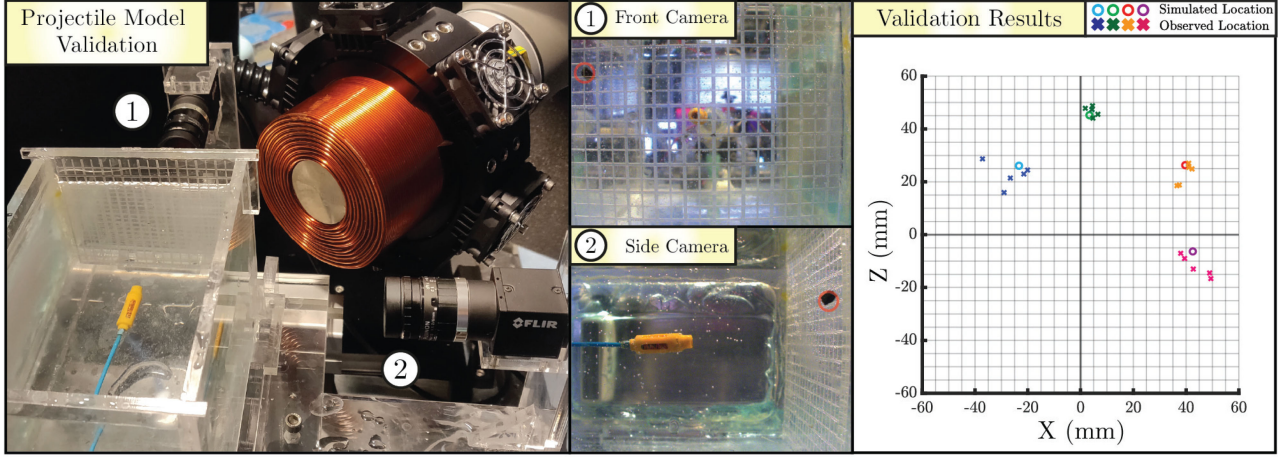 Projectile Model
Validation
1
2
FLIR
1 Front Camera
2 Side Camera
Validation Results
Simulated Location
Observed Location
60
40
20
0
-20
-40
-60
-60 -40 -20 0 20 40 60
Z (mm)
X (mm)